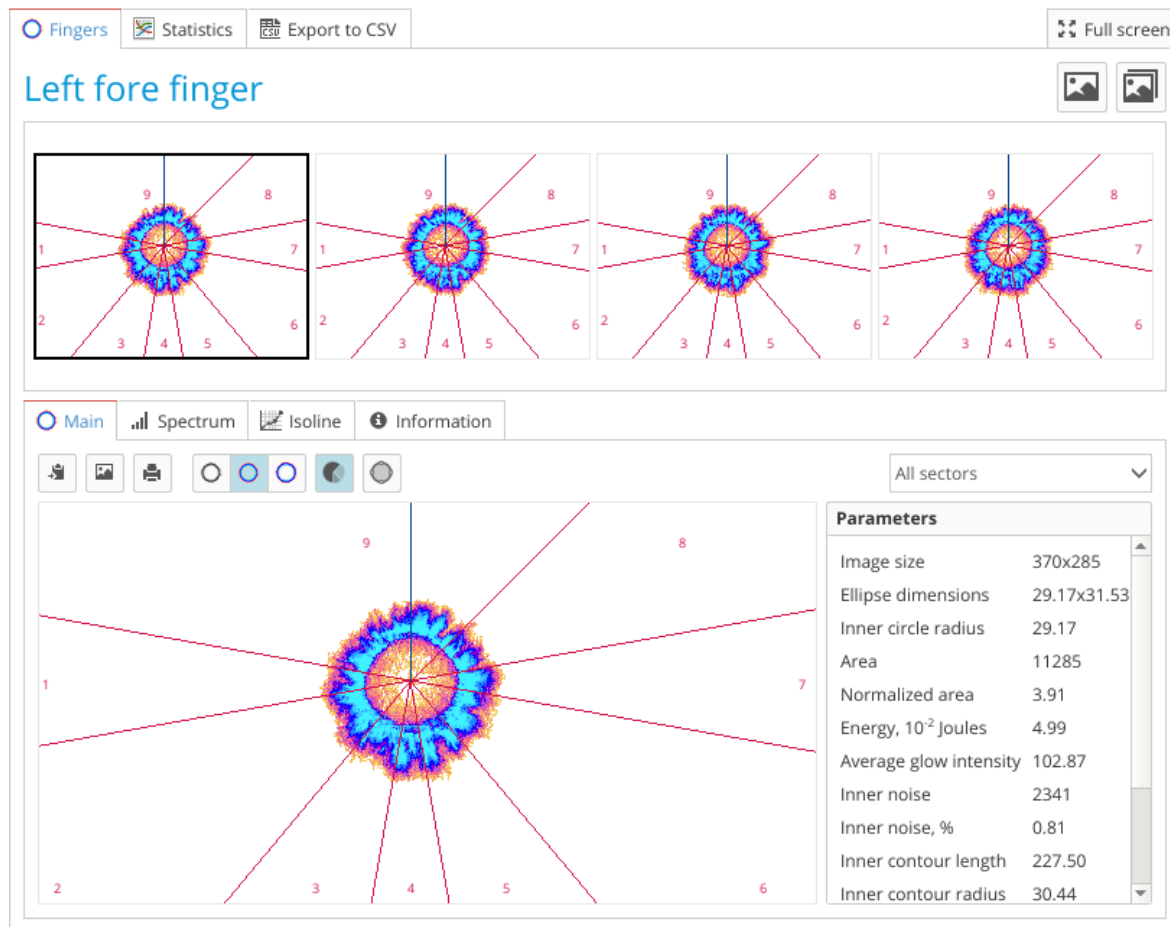 Fingers Statistics CSV Export to CSV Full screen
Left fore finger
9 8 9 8 9 8 9 8
1 7 1 7 1 7 1 7
2 6 2 6 2 6 2 6
3 4 5 3 4 5 3 4 5 3 4 5
Main Spectrum Isoline Information
All sectors
9 8
1 7
2 3 4 5 6
Parameters
Image size 370x285
Ellipse dimensions 29.17x31.53
Inner circle radius 29.17
Area 11285
Normalized area 3.91
Energy, 10⁻² Joules 4.99
Average glow intensity 102.87
Inner noise 2341
Inner noise, % 0.81
Inner contour length 227.50
Inner contour radius 30.44